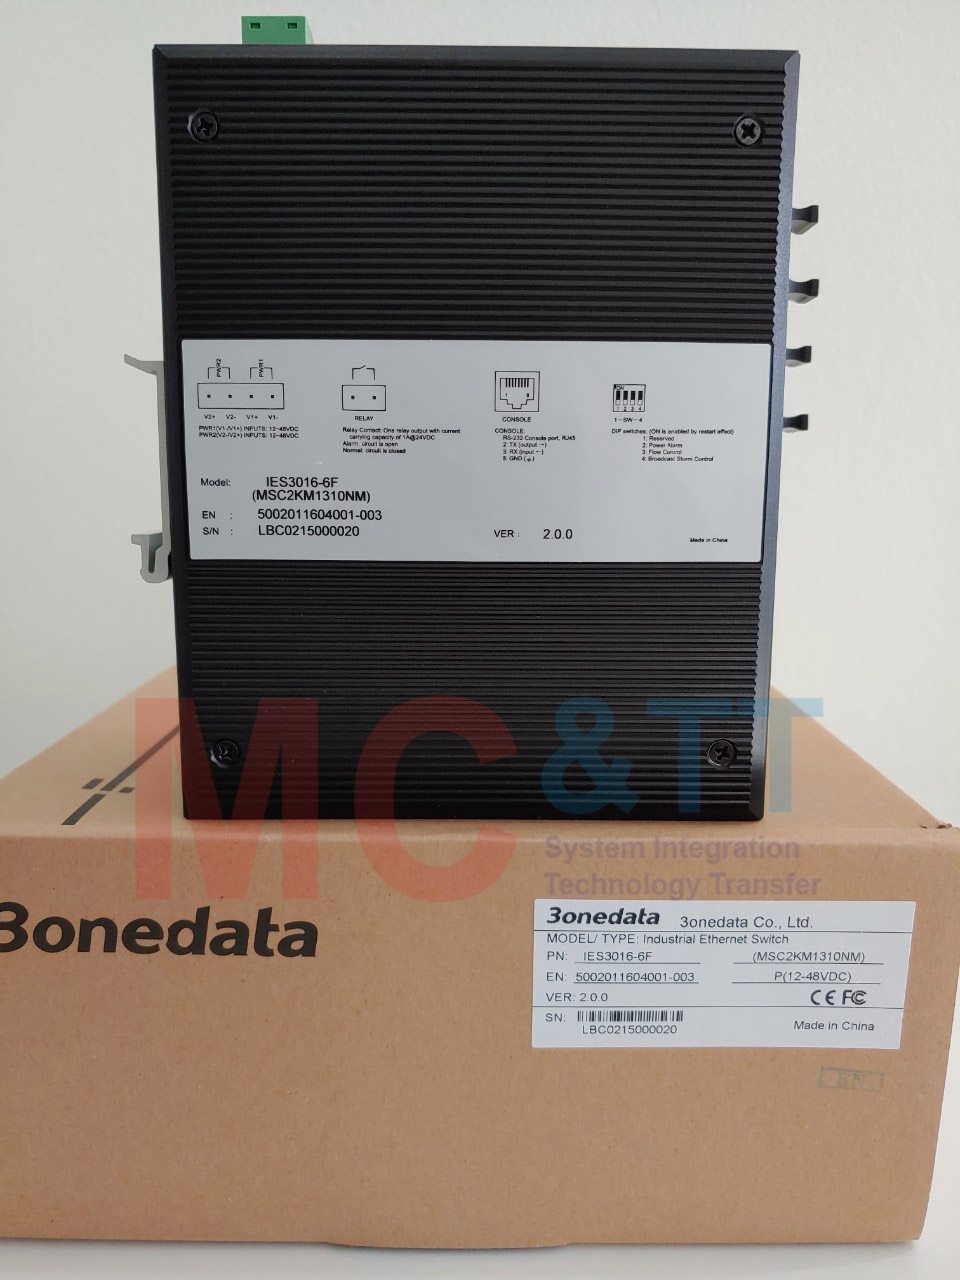 PWR2 PWR1
V2+ V2- V1+ V1-
PWR1(V1-/V1+) INPUTS: 12~48VDC
PWR2(V2-/V2+) INPUTS: 12~48VDC
RELAY
Relay Contact: One relay output with current
carrying capacity of 1A@24VDC
Alarm: circuit is open
Normal: circuit is closed
1 8
CONSOLE
CONSOLE:
RS-232 Console port, RJ45
2: TX (output →)
3: RX (input ←)
5: GND (⏚)
ON
1 2 3 4
1－SW－4
DIP switches: (ON is enabled by restart effect)
1: Reserved
2: Power Alarm
3: Flow Control
4: Broadcast Storm Control
Model: IES3016-6F
(MSC2KM1310NM)
EN : 5002011604001-003
S/N : LBC0215000020
VER : 2.0.0
Made in China
MC&TT
System Integration
Technology Transfer
3onedata
3onedata 3onedata Co., Ltd.
MODEL/ TYPE: Industrial Ethernet Switch
PN: IES3016-6F (MSC2KM1310NM)
EN: 5002011604001-003 P(12-48VDC)
VER: 2.0.0 CE FC
SN:
LBC0215000020
Made in China
EN